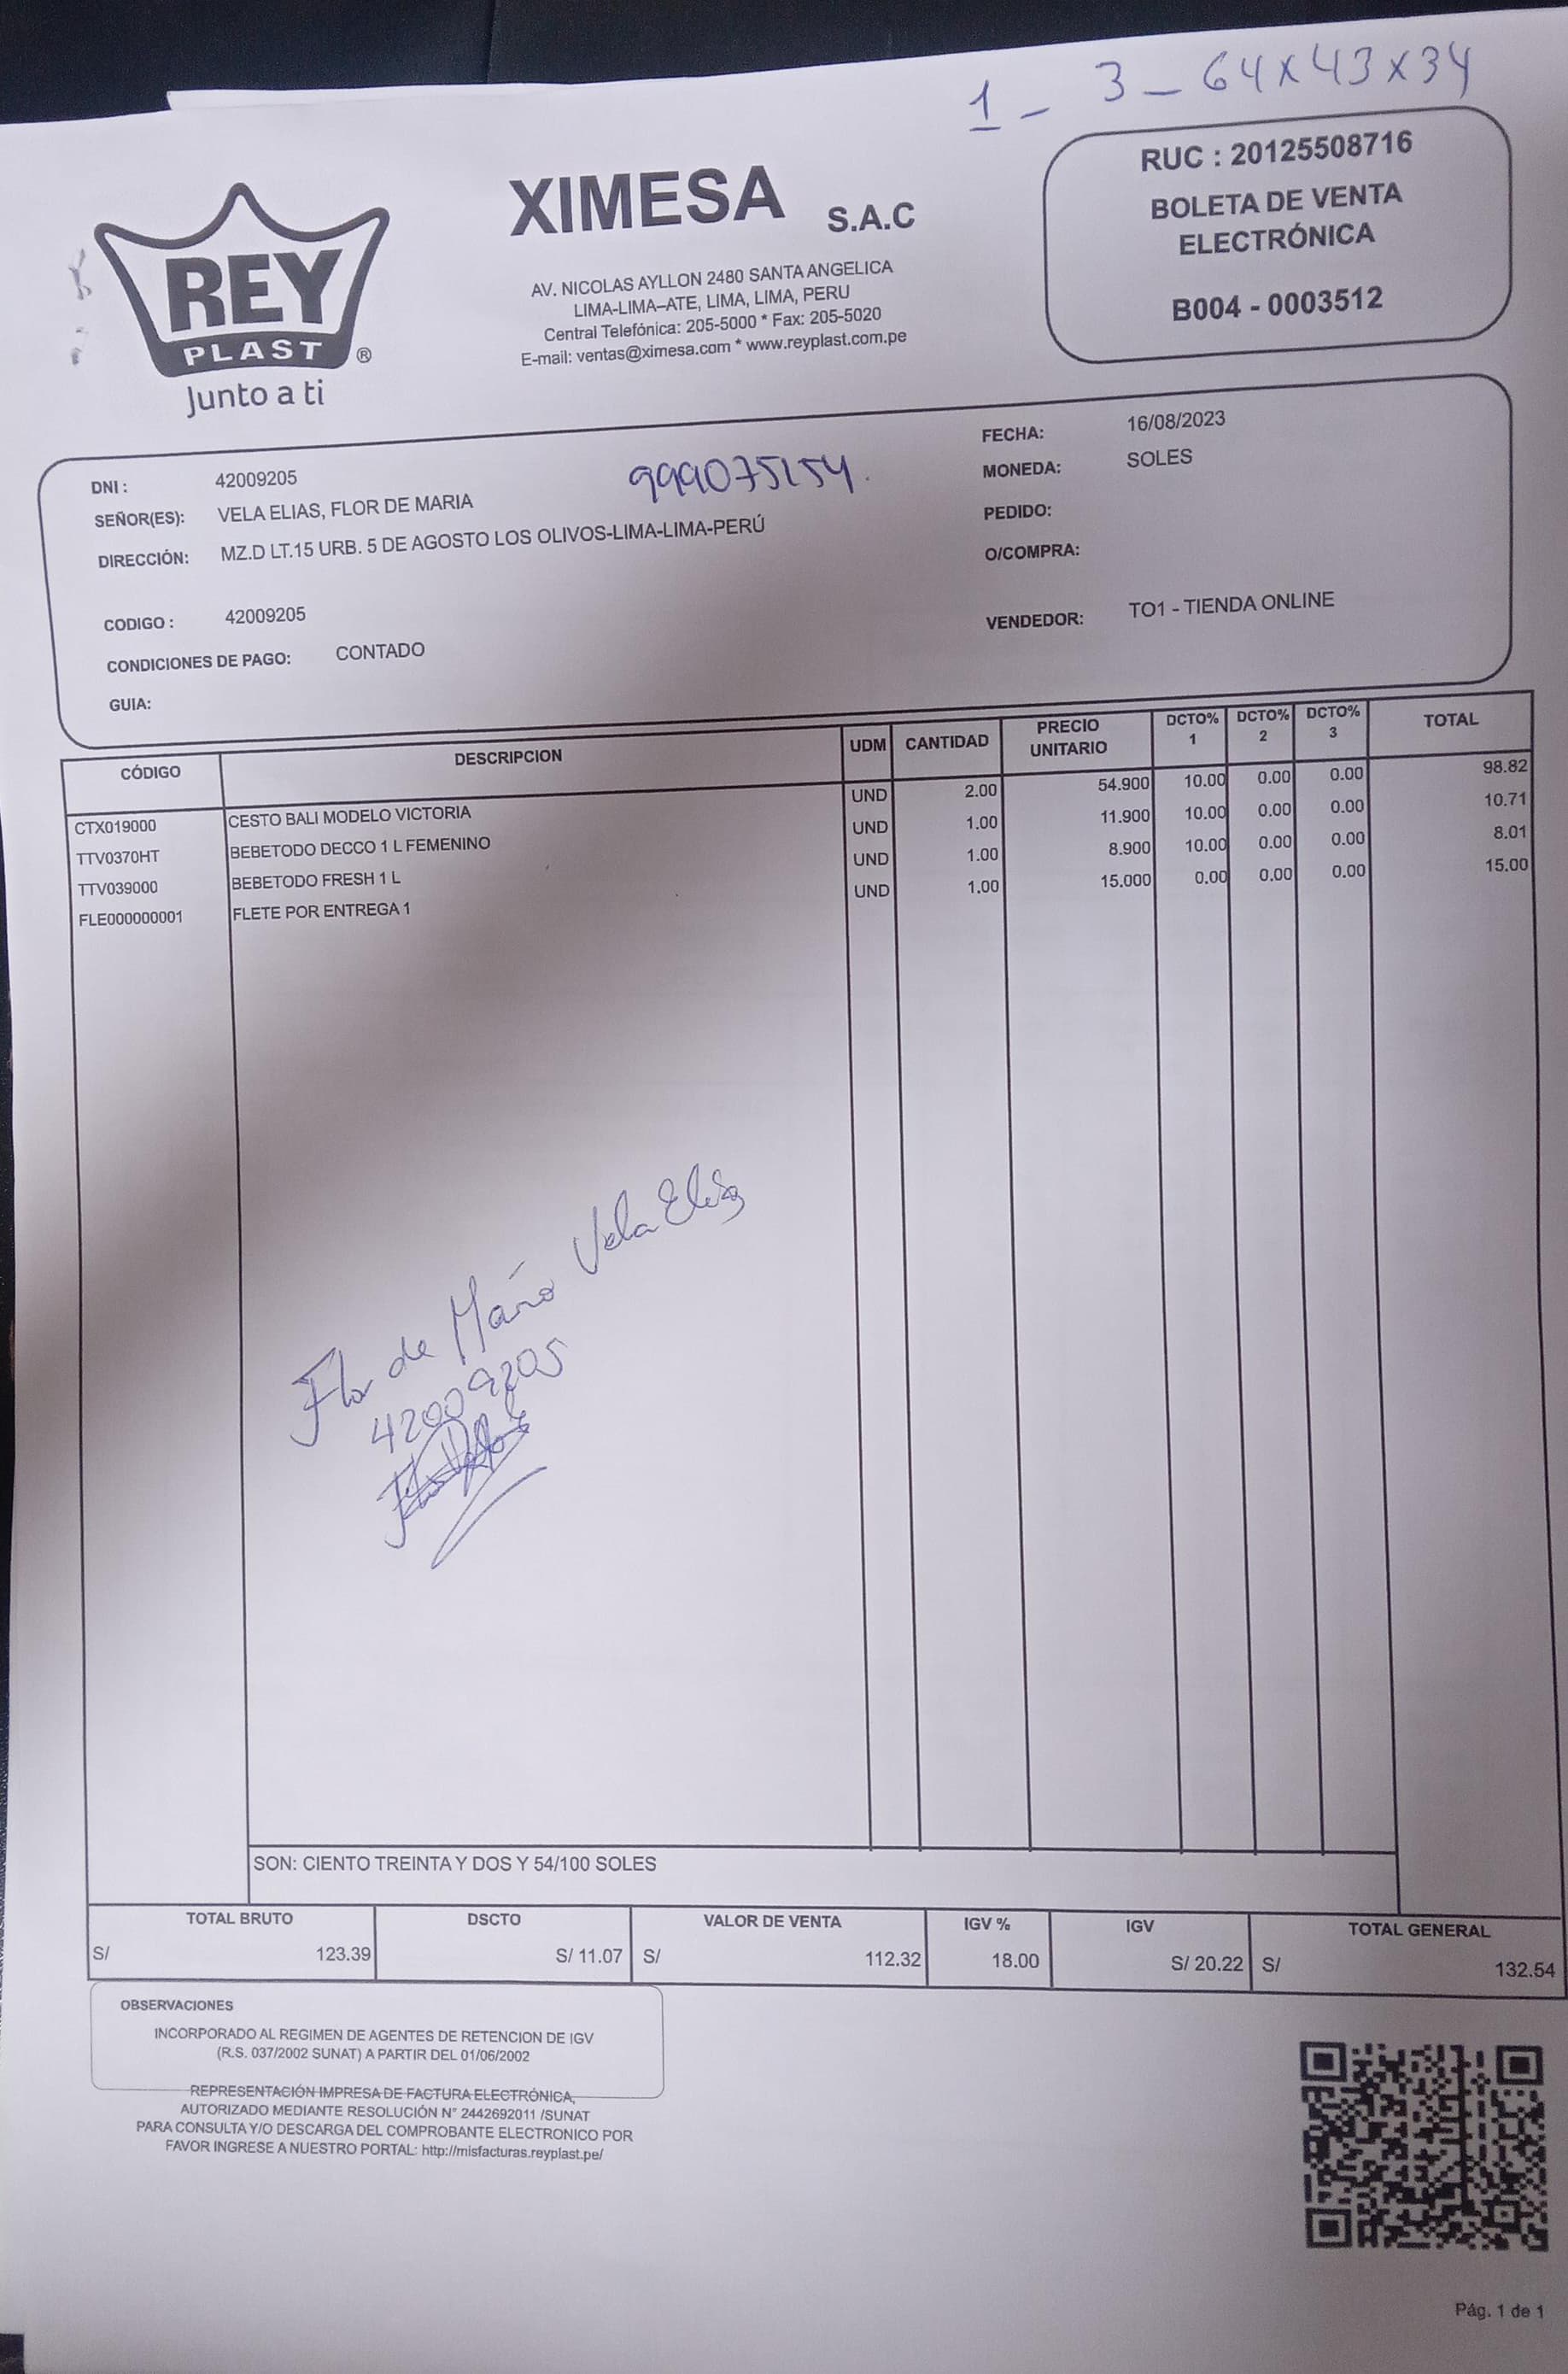 1 - 3 - 64x43x34
REY
PLAST ®
Junto a ti
XIMESA S.A.C
AV. NICOLAS AYLLON 2480 SANTA ANGELICA
LIMA-LIMA–ATE, LIMA, LIMA, PERU
Central Telefónica: 205-5000 * Fax: 205-5020
E-mail: ventas@ximesa.com * www.reyplast.com.pe
RUC : 20125508716
BOLETA DE VENTA
ELECTRÓNICA
B004 - 0003512
DNI : 42009205
999075154.
SEÑOR(ES): VELA ELIAS, FLOR DE MARIA
DIRECCIÓN: MZ.D LT.15 URB. 5 DE AGOSTO LOS OLIVOS-LIMA-LIMA-PERÚ
CODIGO : 42009205
CONDICIONES DE PAGO: CONTADO
GUIA:
FECHA: 16/08/2023
MONEDA: SOLES
PEDIDO:
O/COMPRA:
VENDEDOR: TO1 - TIENDA ONLINE
CÓDIGO DESCRIPCION UDM CANTIDAD PRECIO UNITARIO DCTO% 1 DCTO% 2 DCTO% 3 TOTAL
CTX019000 CESTO BALI MODELO VICTORIA UND 2.00 54.900 10.00 0.00 0.00 98.82
TTV0370HT BEBETODO DECCO 1 L FEMENINO UND 1.00 11.900 10.00 0.00 0.00 10.71
TTV039000 BEBETODO FRESH 1 L UND 1.00 8.900 10.00 0.00 0.00 8.01
FLE000000001 FLETE POR ENTREGA 1 UND 1.00 15.000 0.00 0.00 0.00 15.00
Flor de María Vela Elias
42009205
SON: CIENTO TREINTA Y DOS Y 54/100 SOLES
TOTAL BRUTO DSCTO VALOR DE VENTA IGV % IGV TOTAL GENERAL
S/ 123.39 S/ 11.07 S/ 112.32 18.00 S/ 20.22 S/ 132.54
OBSERVACIONES
INCORPORADO AL REGIMEN DE AGENTES DE RETENCION DE IGV
(R.S. 037/2002 SUNAT) A PARTIR DEL 01/06/2002
REPRESENTACIÓN IMPRESA DE FACTURA ELECTRÓNICA,
AUTORIZADO MEDIANTE RESOLUCIÓN N° 2442692011 /SUNAT
PARA CONSULTA Y/O DESCARGA DEL COMPROBANTE ELECTRONICO POR
FAVOR INGRESE A NUESTRO PORTAL: http://misfacturas.reyplast.pe/
Pág. 1 de 1